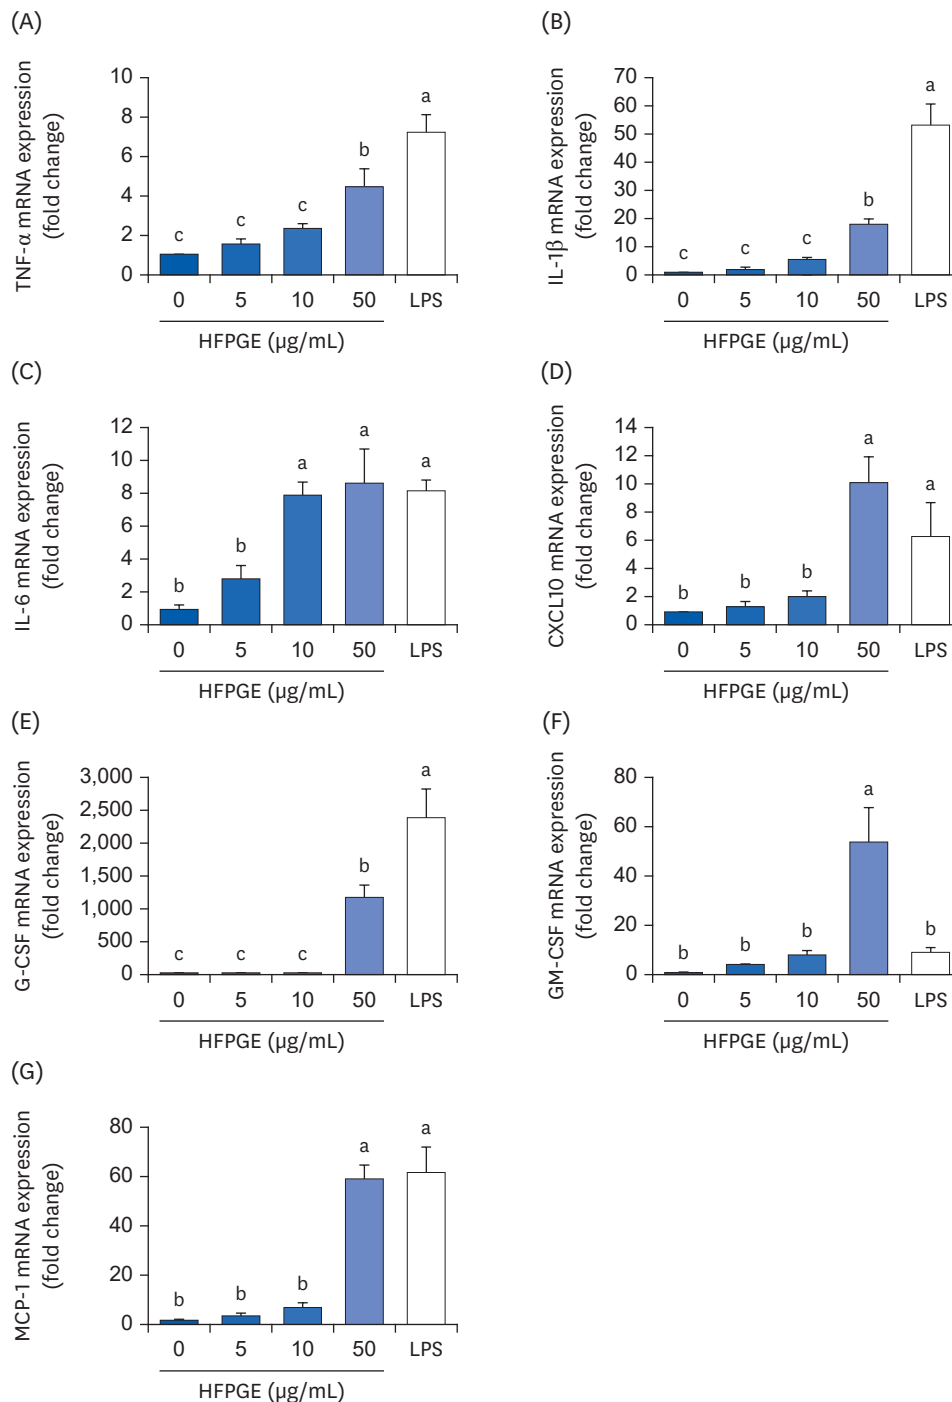 (A)
TNF-α mRNA expression
(fold change)
10
8
6
4
2
0
c
c
c
b
a
0 5 10 50 LPS
HFPGE (µg/mL)
(B)
IL-1β mRNA expression
(fold change)
70
60
50
40
30
20
10
0
c
c
c
b
a
0 5 10 50 LPS
HFPGE (µg/mL)
(C)
IL-6 mRNA expression
(fold change)
12
10
8
6
4
2
0
b
b
a
a
a
0 5 10 50 LPS
HFPGE (µg/mL)
(D)
CXCL10 mRNA expression
(fold change)
14
12
10
8
6
4
2
0
b
b
b
a
a
0 5 10 50 LPS
HFPGE (µg/mL)
(E)
G-CSF mRNA expression
(fold change)
3,000
2,500
2,000
1,500
1,000
500
0
c
c
c
b
a
0 5 10 50 LPS
HFPGE (µg/mL)
(F)
GM-CSF mRNA expression
(fold change)
80
60
40
20
0
b
b
b
a
b
0 5 10 50 LPS
HFPGE (µg/mL)
(G)
MCP-1 mRNA expression
(fold change)
80
60
40
20
0
b
b
b
a
a
0 5 10 50 LPS
HFPGE (µg/mL)